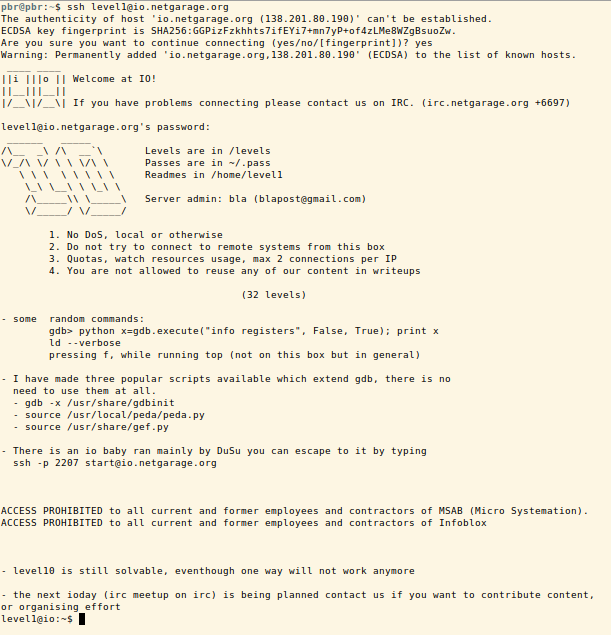 pbr@pbr:~$ ssh level1@io.netgarage.org
The authenticity of host 'io.netgarage.org (138.201.80.190)' can't be established.
ECDSA key fingerprint is SHA256:GGPizFzkhhts7ifEYi7+mn7yP+of4zLMe8WZgBsuoZw.
Are you sure you want to continue connecting (yes/no/[fingerprint])? yes
Warning: Permanently added 'io.netgarage.org,138.201.80.190' (ECDSA) to the list of known hosts.
 ____ ____
||i |||o || Welcome at IO!
||__|||__||
|/__\|/__\| If you have problems connecting please contact us on IRC. (irc.netgarage.org +6697)

level1@io.netgarage.org's password:
 ______   _____
/\__  _\ /\  __`\       Levels are in /levels
\/_/\ \/ \ \ \/\ \      Passes are in ~/.pass
   \ \ \  \ \ \ \ \     Readmes in /home/level1
    \_\ \__\ \ \_\ \
    /\_____\\ \_____\   Server admin: bla (blapost@gmail.com)
    \/_____/ \/_____/

        1. No DoS, local or otherwise
        2. Do not try to connect to remote systems from this box
        3. Quotas, watch resources usage, max 2 connections per IP
        4. You are not allowed to reuse any of our content in writeups

                                        (32 levels)

- some  random commands:
        gdb> python x=gdb.execute("info registers", False, True); print x
        ld --verbose
        pressing f, while running top (not on this box but in general)

- I have made three popular scripts available which extend gdb, there is no
  need to use them at all.
  - gdb -x /usr/share/gdbinit
  - source /usr/local/peda/peda.py
  - source /usr/share/gef.py

- There is an io baby ran mainly by DuSu you can escape to it by typing
  ssh -p 2207 start@io.netgarage.org

ACCESS PROHIBITED to all current and former employees and contractors of MSAB (Micro Systemation).
ACCESS PROHIBITED to all current and former employees and contractors of Infoblox

- level10 is still solvable, eventhough one way will not work anymore

- the next ioday (irc meetup on irc) is being planned contact us if you want to contribute content,
or organising effort
level1@io:~$